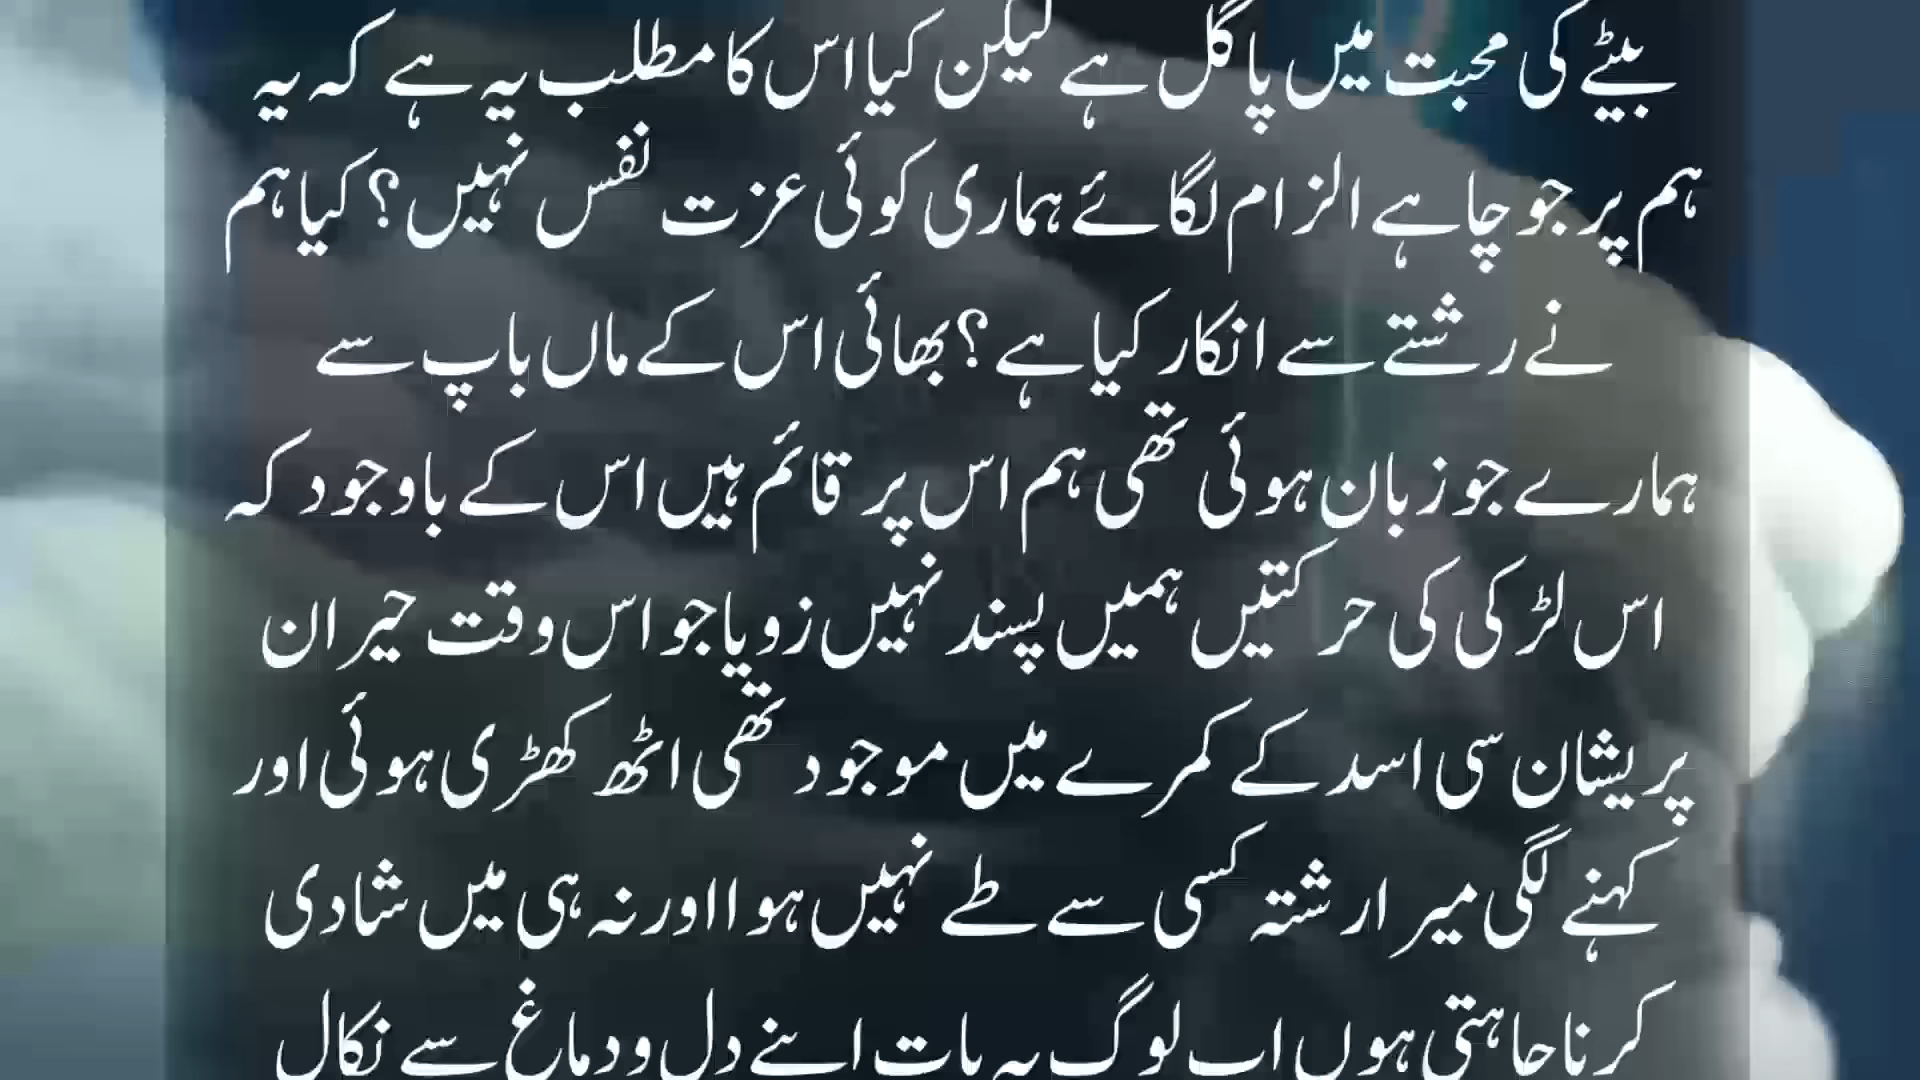 بیٹے کی محبت میں پاگل ہے لیکن کیا اس کا مطلب یہ ہے کہ یہ
ہم پر جو چاہے الزام لگائے ہماری کوئی عزت نفس نہیں؟ کیا ہم
نے رشتے سے انکار کیا ہے؟ بھائی اس کے ماں باپ سے
ہمارے جو زبان ہوئی تھی ہم اس پر قائم ہیں اس کے باوجود کہ
اس لڑکی کی حرکتیں ہمیں پسند نہیں زویا جو اس وقت حیران
پریشان سی اسد کے کمرے میں موجود تھی اٹھ کھڑی ہوئی اور
کہنے لگی میرا رشتہ کسی سے طے نہیں ہوا اور نہ ہی میں شادی
کرنا چاہتی ہوں اب لوگ یہ بات اپنے دل و دماغ سے نکال